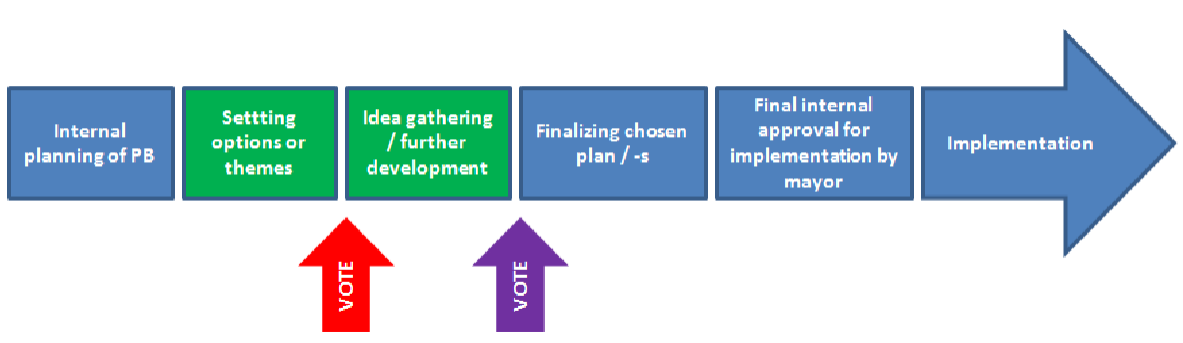 Internal
planning of PB
Settting
options or
themes
Idea gathering
/ further
development
Finalizing chosen
plan / -s
Final internal
approval for
implementation by
mayor
Implementation
VOTE
VOTE